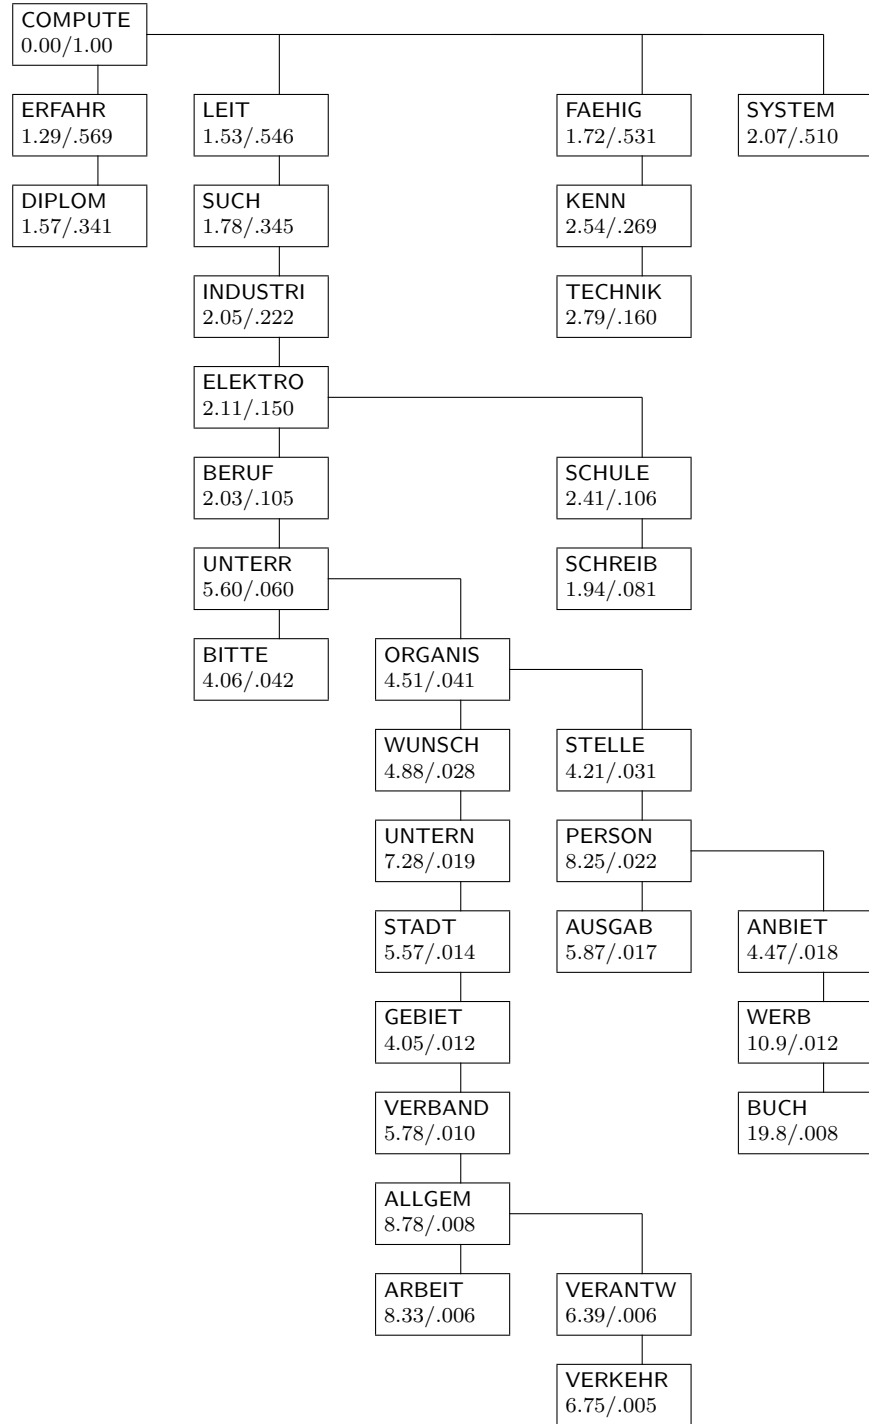 COMPUTE
0.00/1.00
ERFAHR
1.29/.569
LEIT
1.53/.546
FAEHIG
1.72/.531
SYSTEM
2.07/.510
DIPLOM
1.57/.341
SUCH
1.78/.345
KENN
2.54/.269
INDUSTRI
2.05/.222
TECHNIK
2.79/.160
ELEKTRO
2.11/.150
BERUF
2.03/.105
SCHULE
2.41/.106
UNTERR
5.60/.060
SCHREIB
1.94/.081
BITTE
4.06/.042
ORGANIS
4.51/.041
WUNSCH
4.88/.028
STELLE
4.21/.031
UNTERN
7.28/.019
PERSON
8.25/.022
STADT
5.57/.014
AUSGAB
5.87/.017
ANBIET
4.47/.018
GEBIET
4.05/.012
WERB
10.9/.012
VERBAND
5.78/.010
BUCH
19.8/.008
ALLGEM
8.78/.008
ARBEIT
8.33/.006
VERANTW
6.39/.006
VERKEHR
6.75/.005